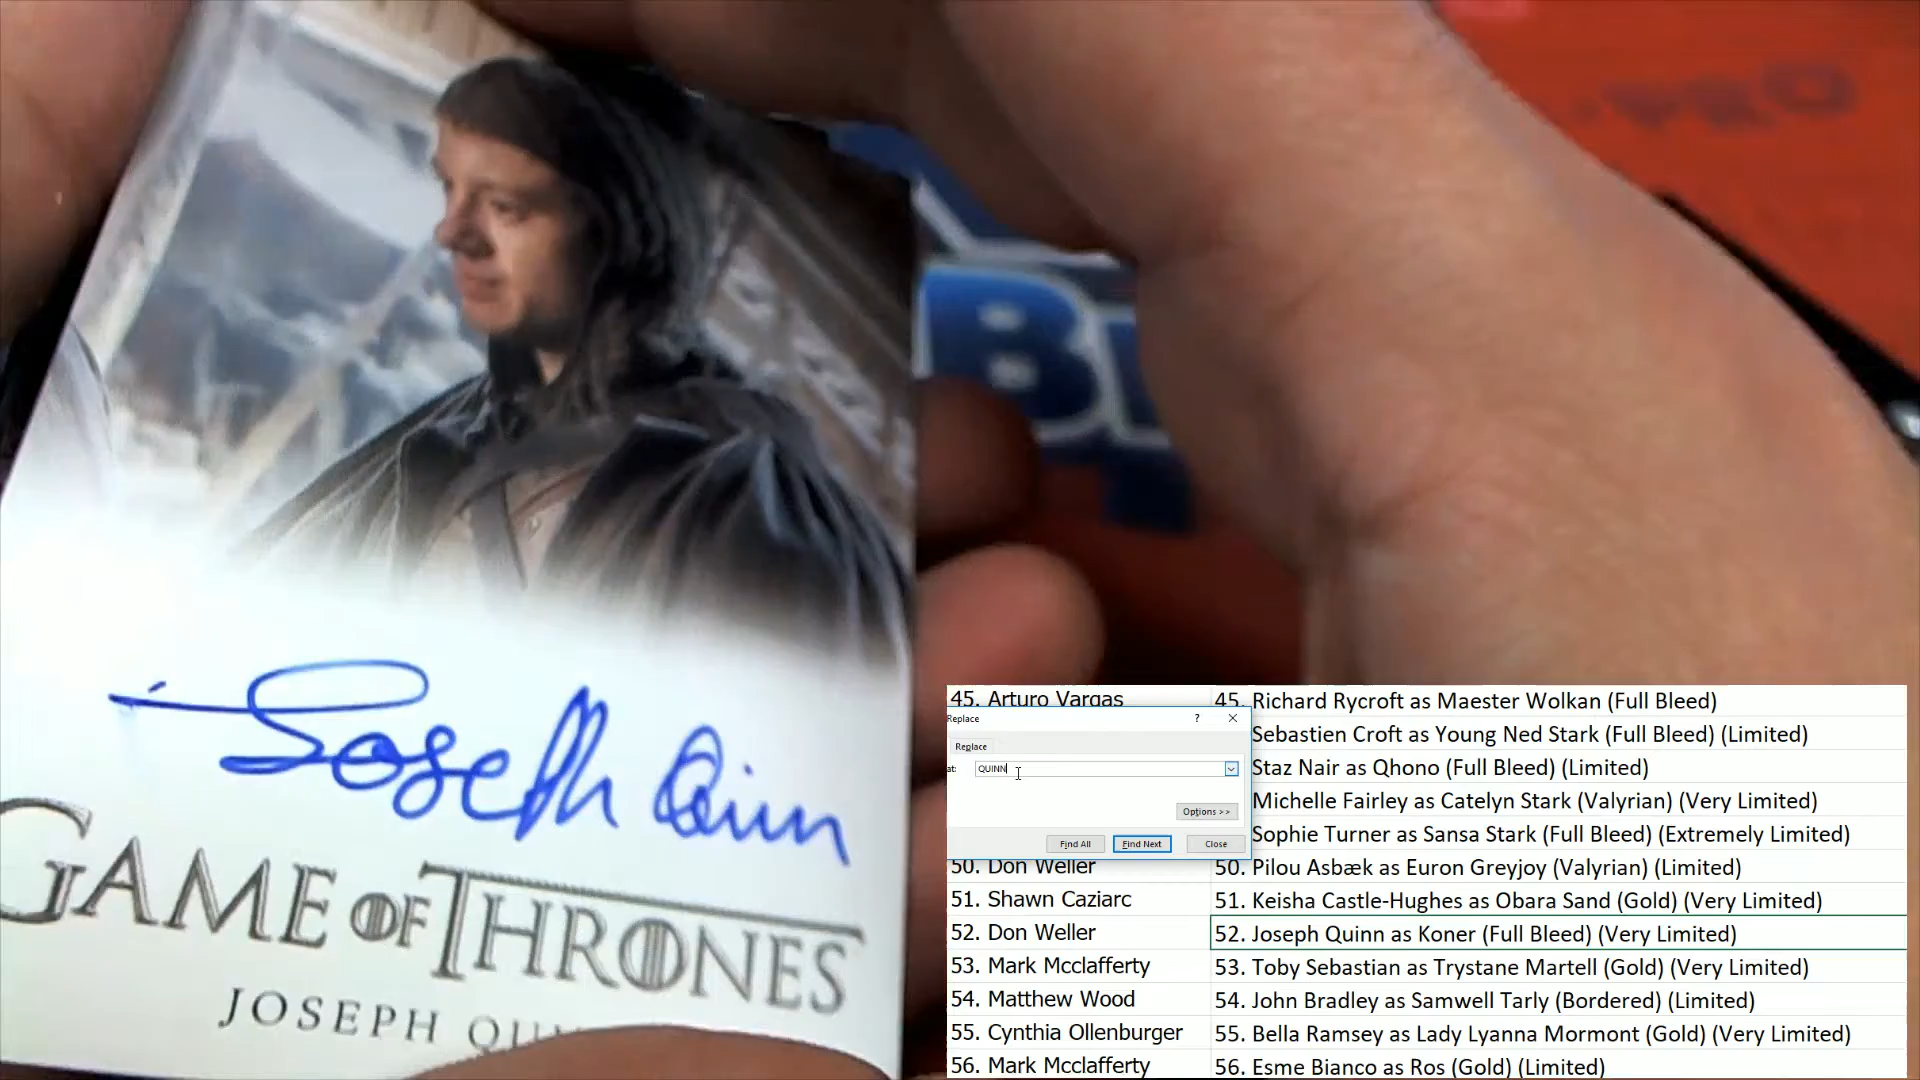 Joseph Quinn
GAME OF THRONES
JOSEPH
B
45. Arturo Vargas
45. Richard Rycroft as Maester Wolkan (Full Bleed)
Replace
?
Sebastien Croft as Young Ned Stark (Full Bleed) (Limited)
Replace
Staz Nair as Qhono (Full Bleed) (Limited)
at: QUINN
Michelle Fairley as Catelyn Stark (Valyrian) (Very Limited)
Options >>
Sophie Turner as Sansa Stark (Full Bleed) (Extremely Limited)
Find All Find Next Close
50. Don Weller
50. Pilou Asbæk as Euron Greyjoy (Valyrian) (Limited)
51. Shawn Caziarc
51. Keisha Castle-Hughes as Obara Sand (Gold) (Very Limited)
52. Don Weller
52. Joseph Quinn as Koner (Full Bleed) (Very Limited)
53. Mark Mcclafferty
53. Toby Sebastian as Trystane Martell (Gold) (Very Limited)
54. Matthew Wood
54. John Bradley as Samwell Tarly (Bordered) (Limited)
55. Cynthia Ollenburger
55. Bella Ramsey as Lady Lyanna Mormont (Gold) (Very Limited)
56. Mark Mcclafferty
56. Esme Bianco as Ros (Gold) (Limited)